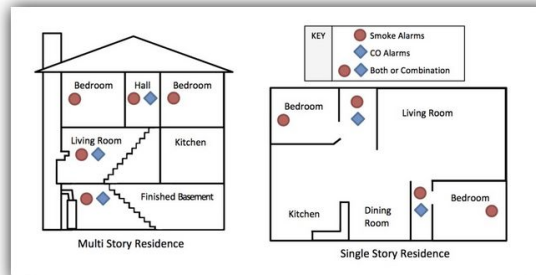 KEY
Smoke Alarms
CO Alarms
Both or Combination
Bedroom
Hall
Bedroom
Living Room
Kitchen
Finished Basement
Multi Story Residence
Bedroom
Living Room
Kitchen
Dining
Room
Bedroom
Single Story Residence